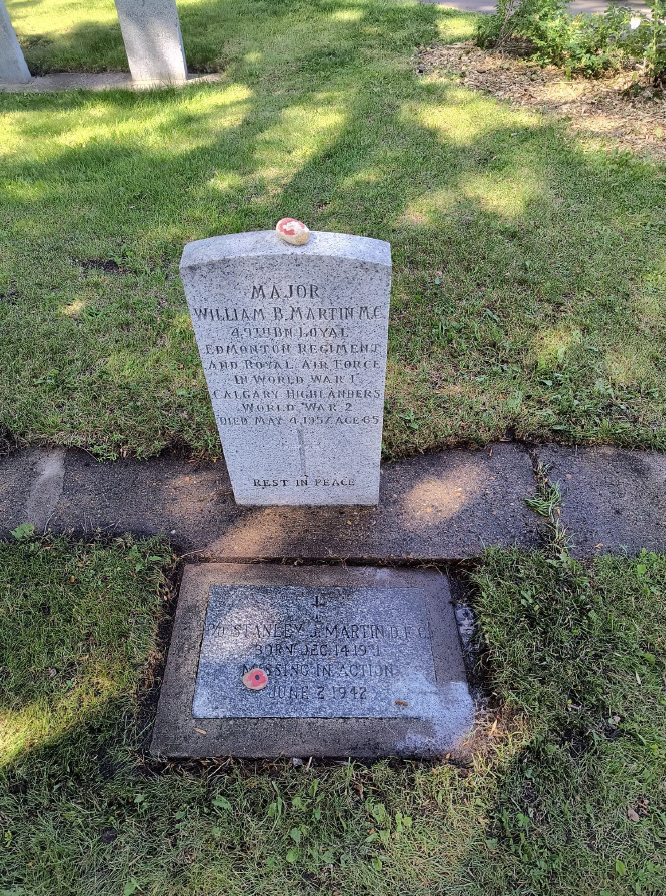 MAJOR
WILLIAM B. MARTIN M.C.
49TH BN. LOYAL
EDMONTON REGIMENT
AND ROYAL AIR FORCE
IN WORLD WAR 1
CALGARY HIGHLANDERS
WORLD WAR 2
DIED MAY 4, 1957 AGE 65
REST IN PEACE
STANLEY J. MARTIN D.F.C.
BORN DEC. 14
MISSING IN ACTION
JUNE 2 1942